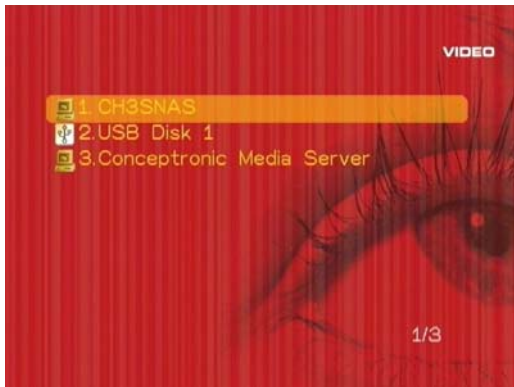 VIDEO
1. CH3SNAS
2.USB Disk 1
3.Conceptronic Media Server
1/3